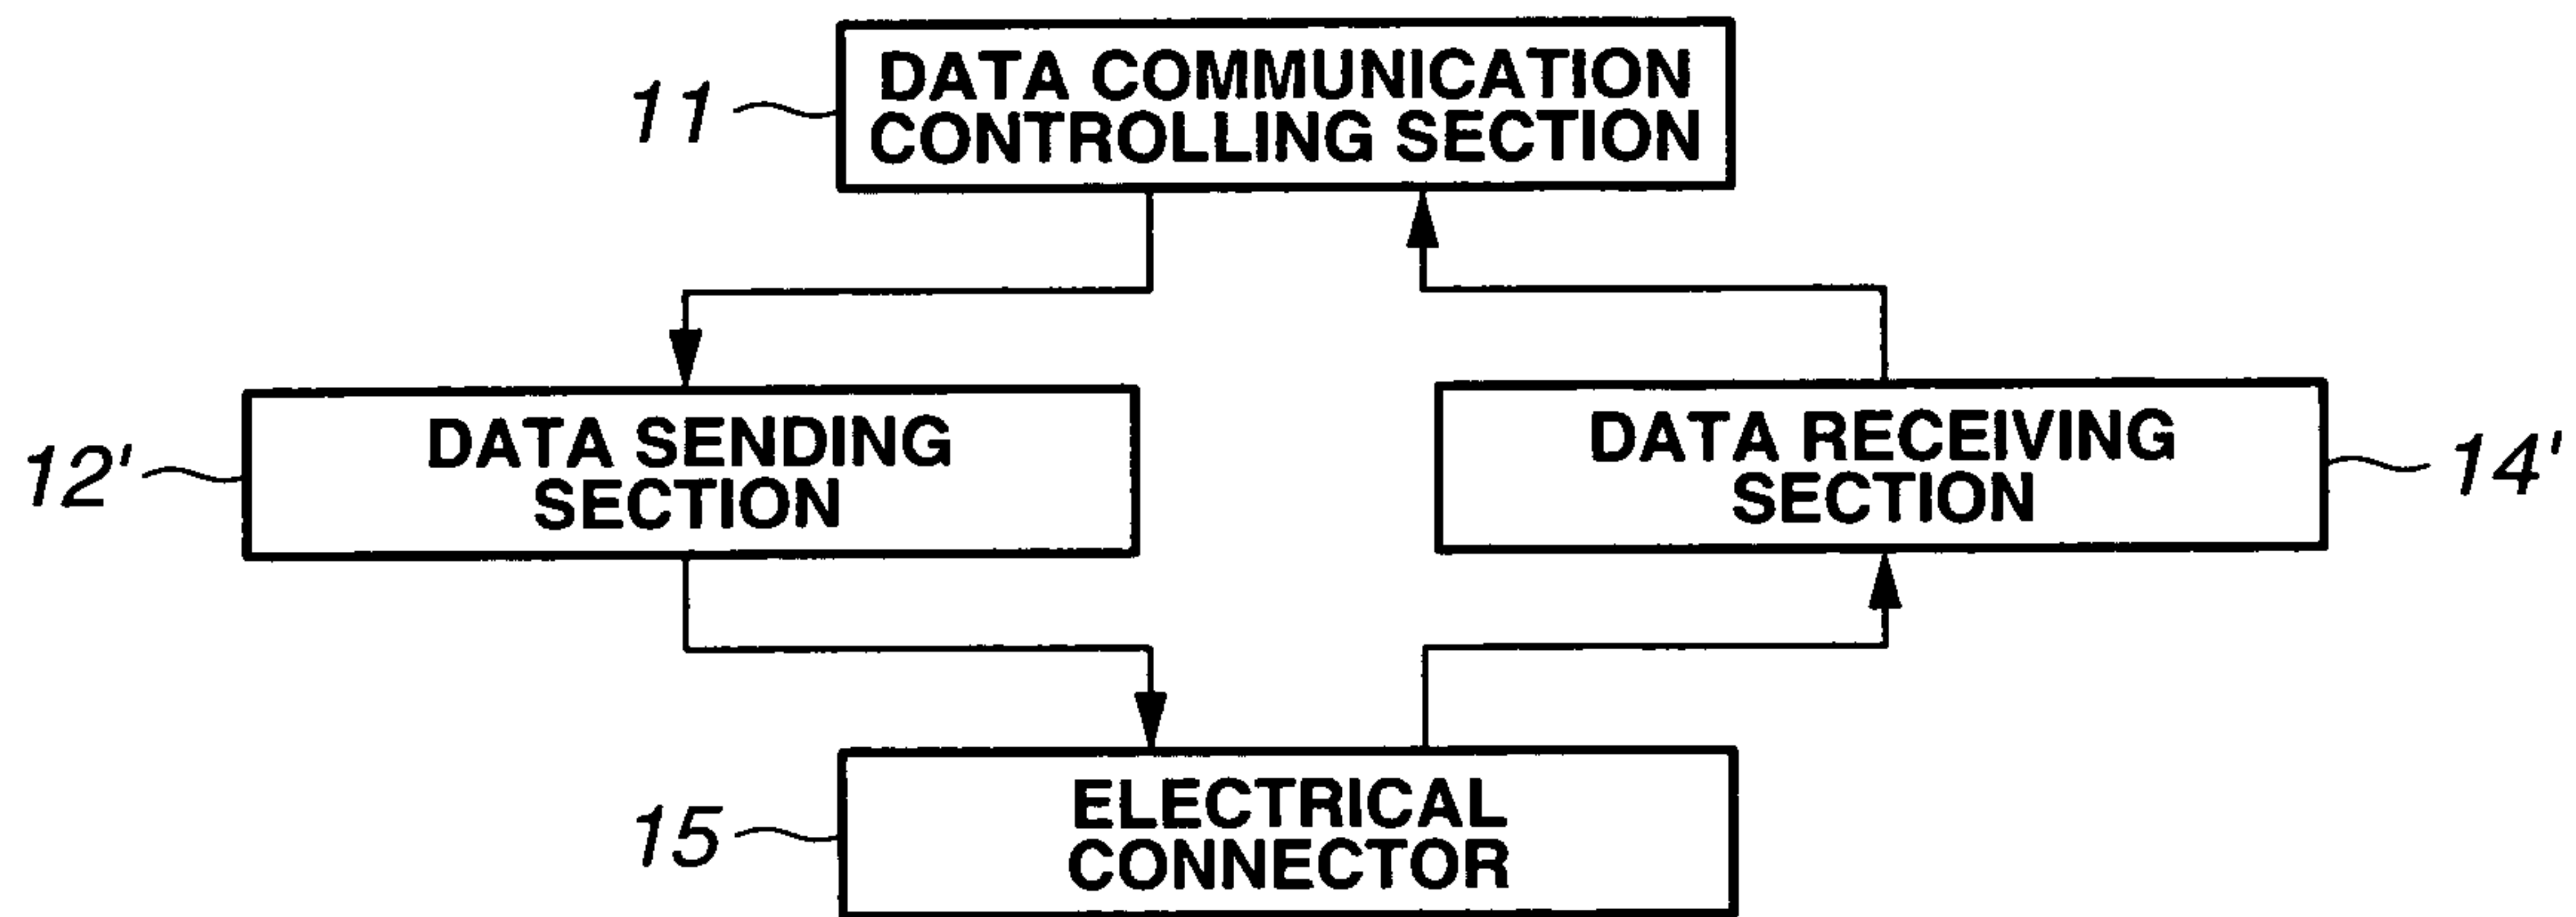 DATA COMMUNICATION
CONTROLLING SECTION
11
DATA SENDING
SECTION
12'
DATA RECEIVING
SECTION
14'
ELECTRICAL
CONNECTOR
15